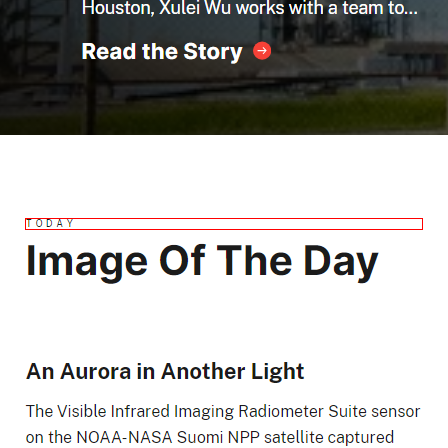 Houston, Xulei Wu works with a team to...
Read the Story
TODAY
Image Of The Day
An Aurora in Another Light
The Visible Infrared Imaging Radiometer Suite sensor
on the NOAA-NASA Suomi NPP satellite captured